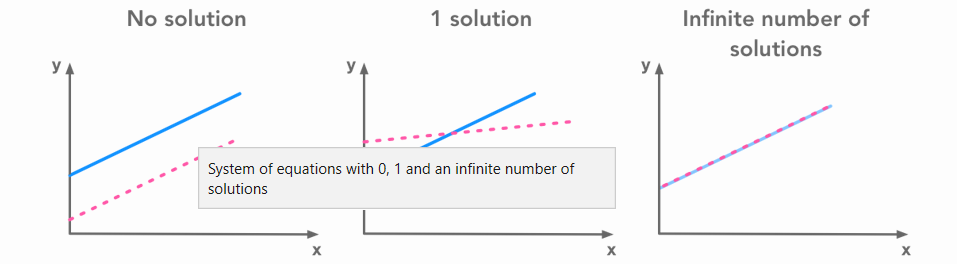 No solution
1 solution
Infinite number of
solutions
y
y
y
System of equations with 0, 1 and an infinite number of
solutions
x
x
x